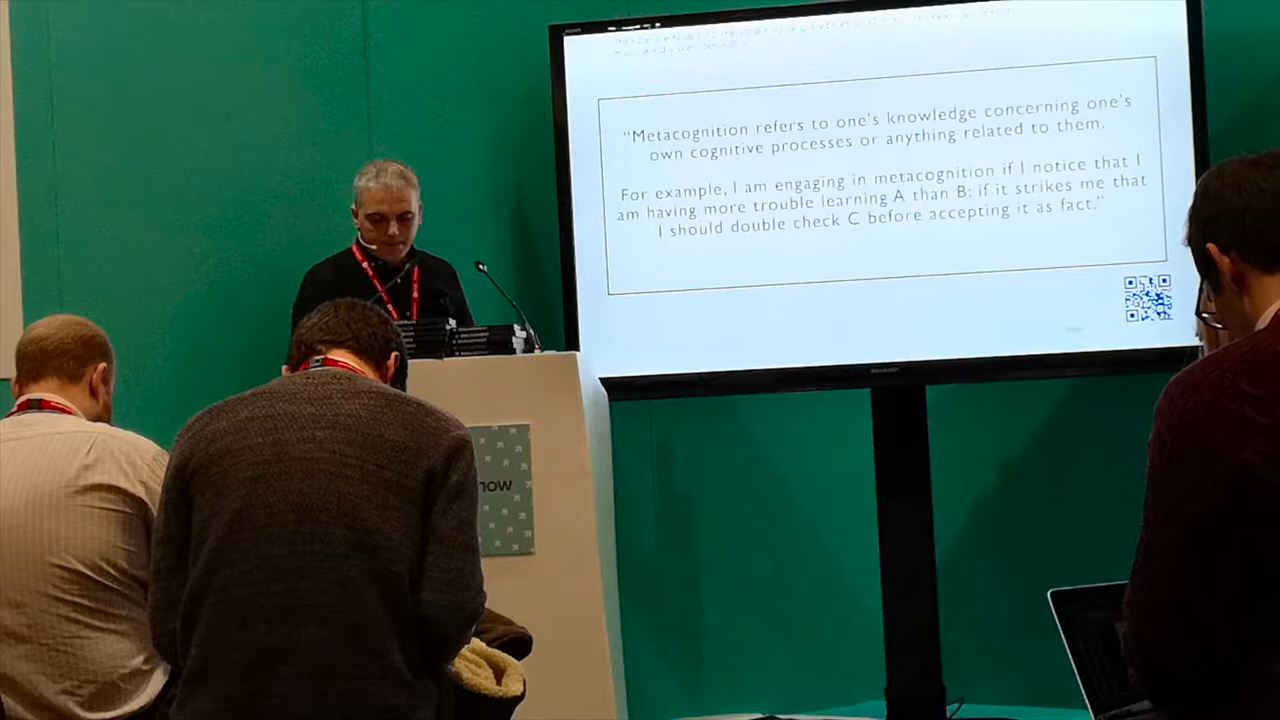 “Metacognition refers to one’s knowledge concerning one’s
own cognitive processes or anything related to them.
For example, I am engaging in metacognition if I notice that I
am having more trouble learning A than B; if it strikes me that
I should double check C before accepting it as fact.”
SHARP
now